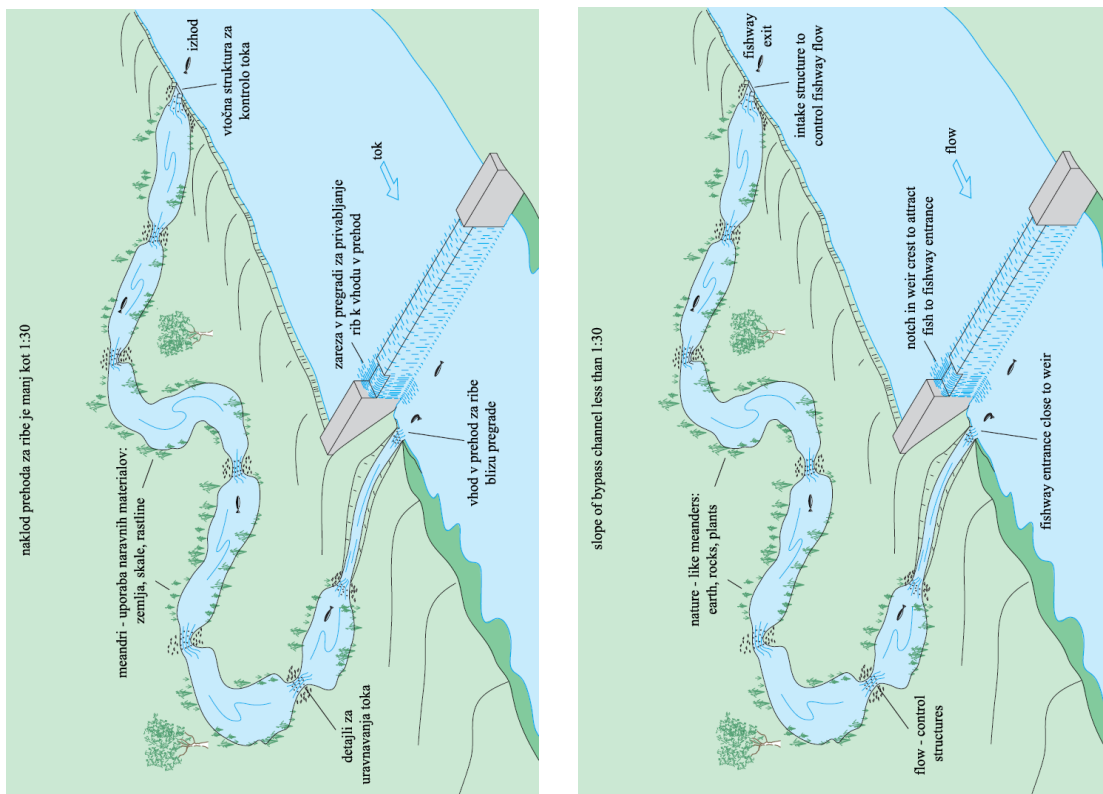 naklod prehoda za ribe je manj kot 1:30
izhod
vtočna struktura za
kontrolo toka
tok
zareza v pregradi za privabljanje
rib k vhodu v prehod
meandri - uporaba naravnih materialov:
zemlja, skale, rastline
vhod v prehod za ribe
blizu pregrade
detajli za
uravnavanja toka
slope of bypass channel less than 1:30
fishway
exit
intake structure to
control fishway flow
flow
notch in weir crest to attract
fish to fishway entrance
nature - like meanders:
earth, rocks, plants
fishway entrance close to weir
flow - control
structures